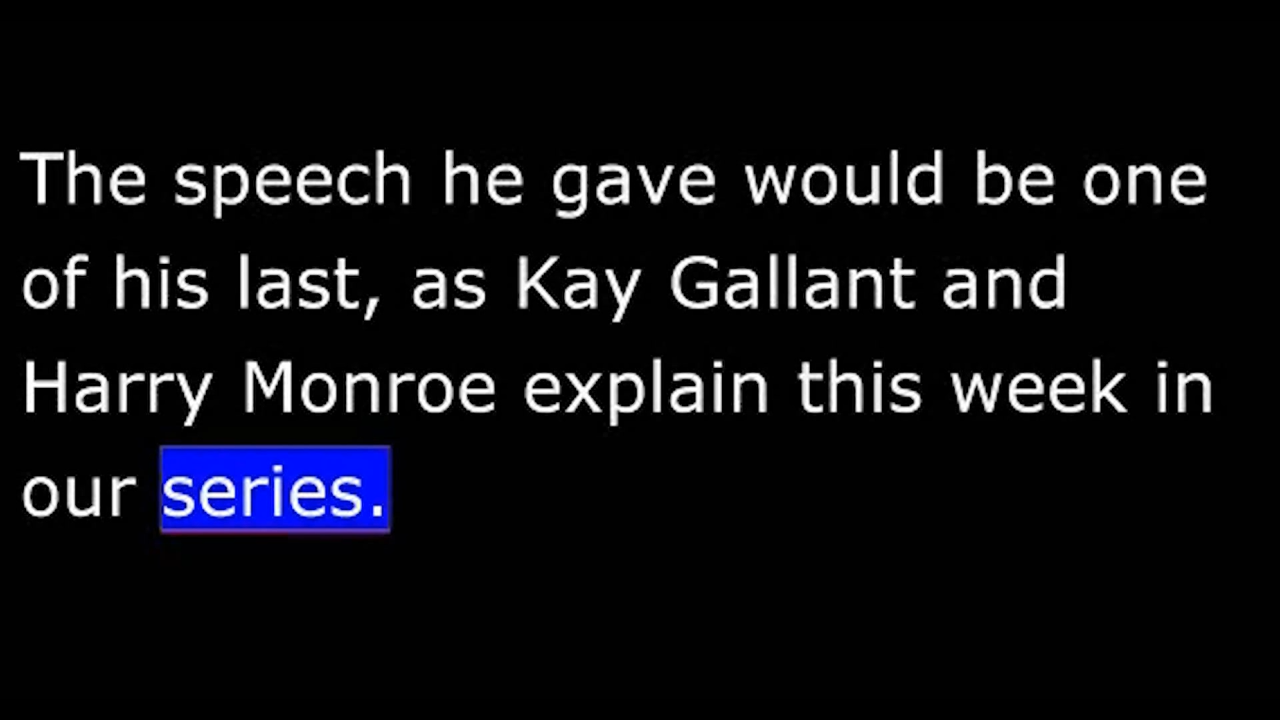 The speech he gave would be one
of his last, as Kay Gallant and
Harry Monroe explain this week in
our series.